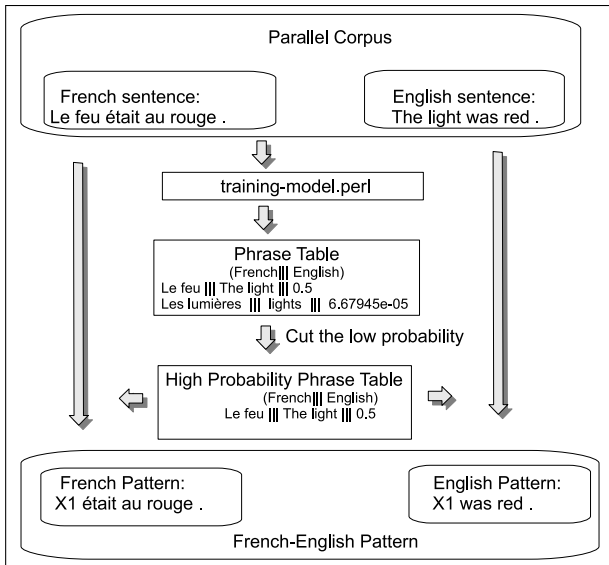 Parallel Corpus
French sentence:
Le feu était au rouge .
English sentence:
The light was red .
training-model.perl
Phrase Table
(French||| English)
Le feu ||| The light ||| 0.5
Les lumières ||| lights ||| 6.67945e-05
Cut the low probability
High Probability Phrase Table
(French||| English)
Le feu ||| The light ||| 0.5
French Pattern:
X1 était au rouge .
English Pattern:
X1 was red .
French-English Pattern